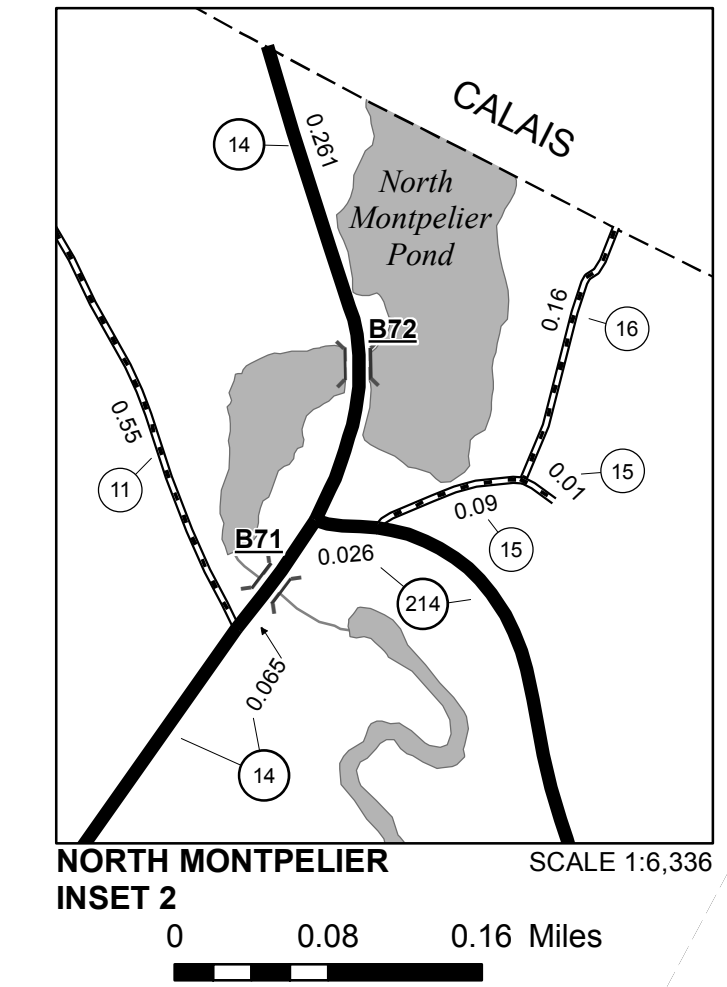 CALAIS
14
0.261
North
Montpelier
Pond
B72
0.16
16
0.55
11
0.01
15
0.09
15
B71
0.026
214
0.065
14
NORTH MONTPELIER
INSET 2
SCALE 1:6,336
0 0.08 0.16 Miles